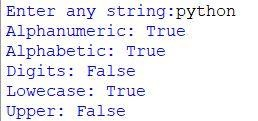 Enter any string:python
Alphanumeric: True
Alphabetic: True
Digits: False
Lowecase: True
Upper: False